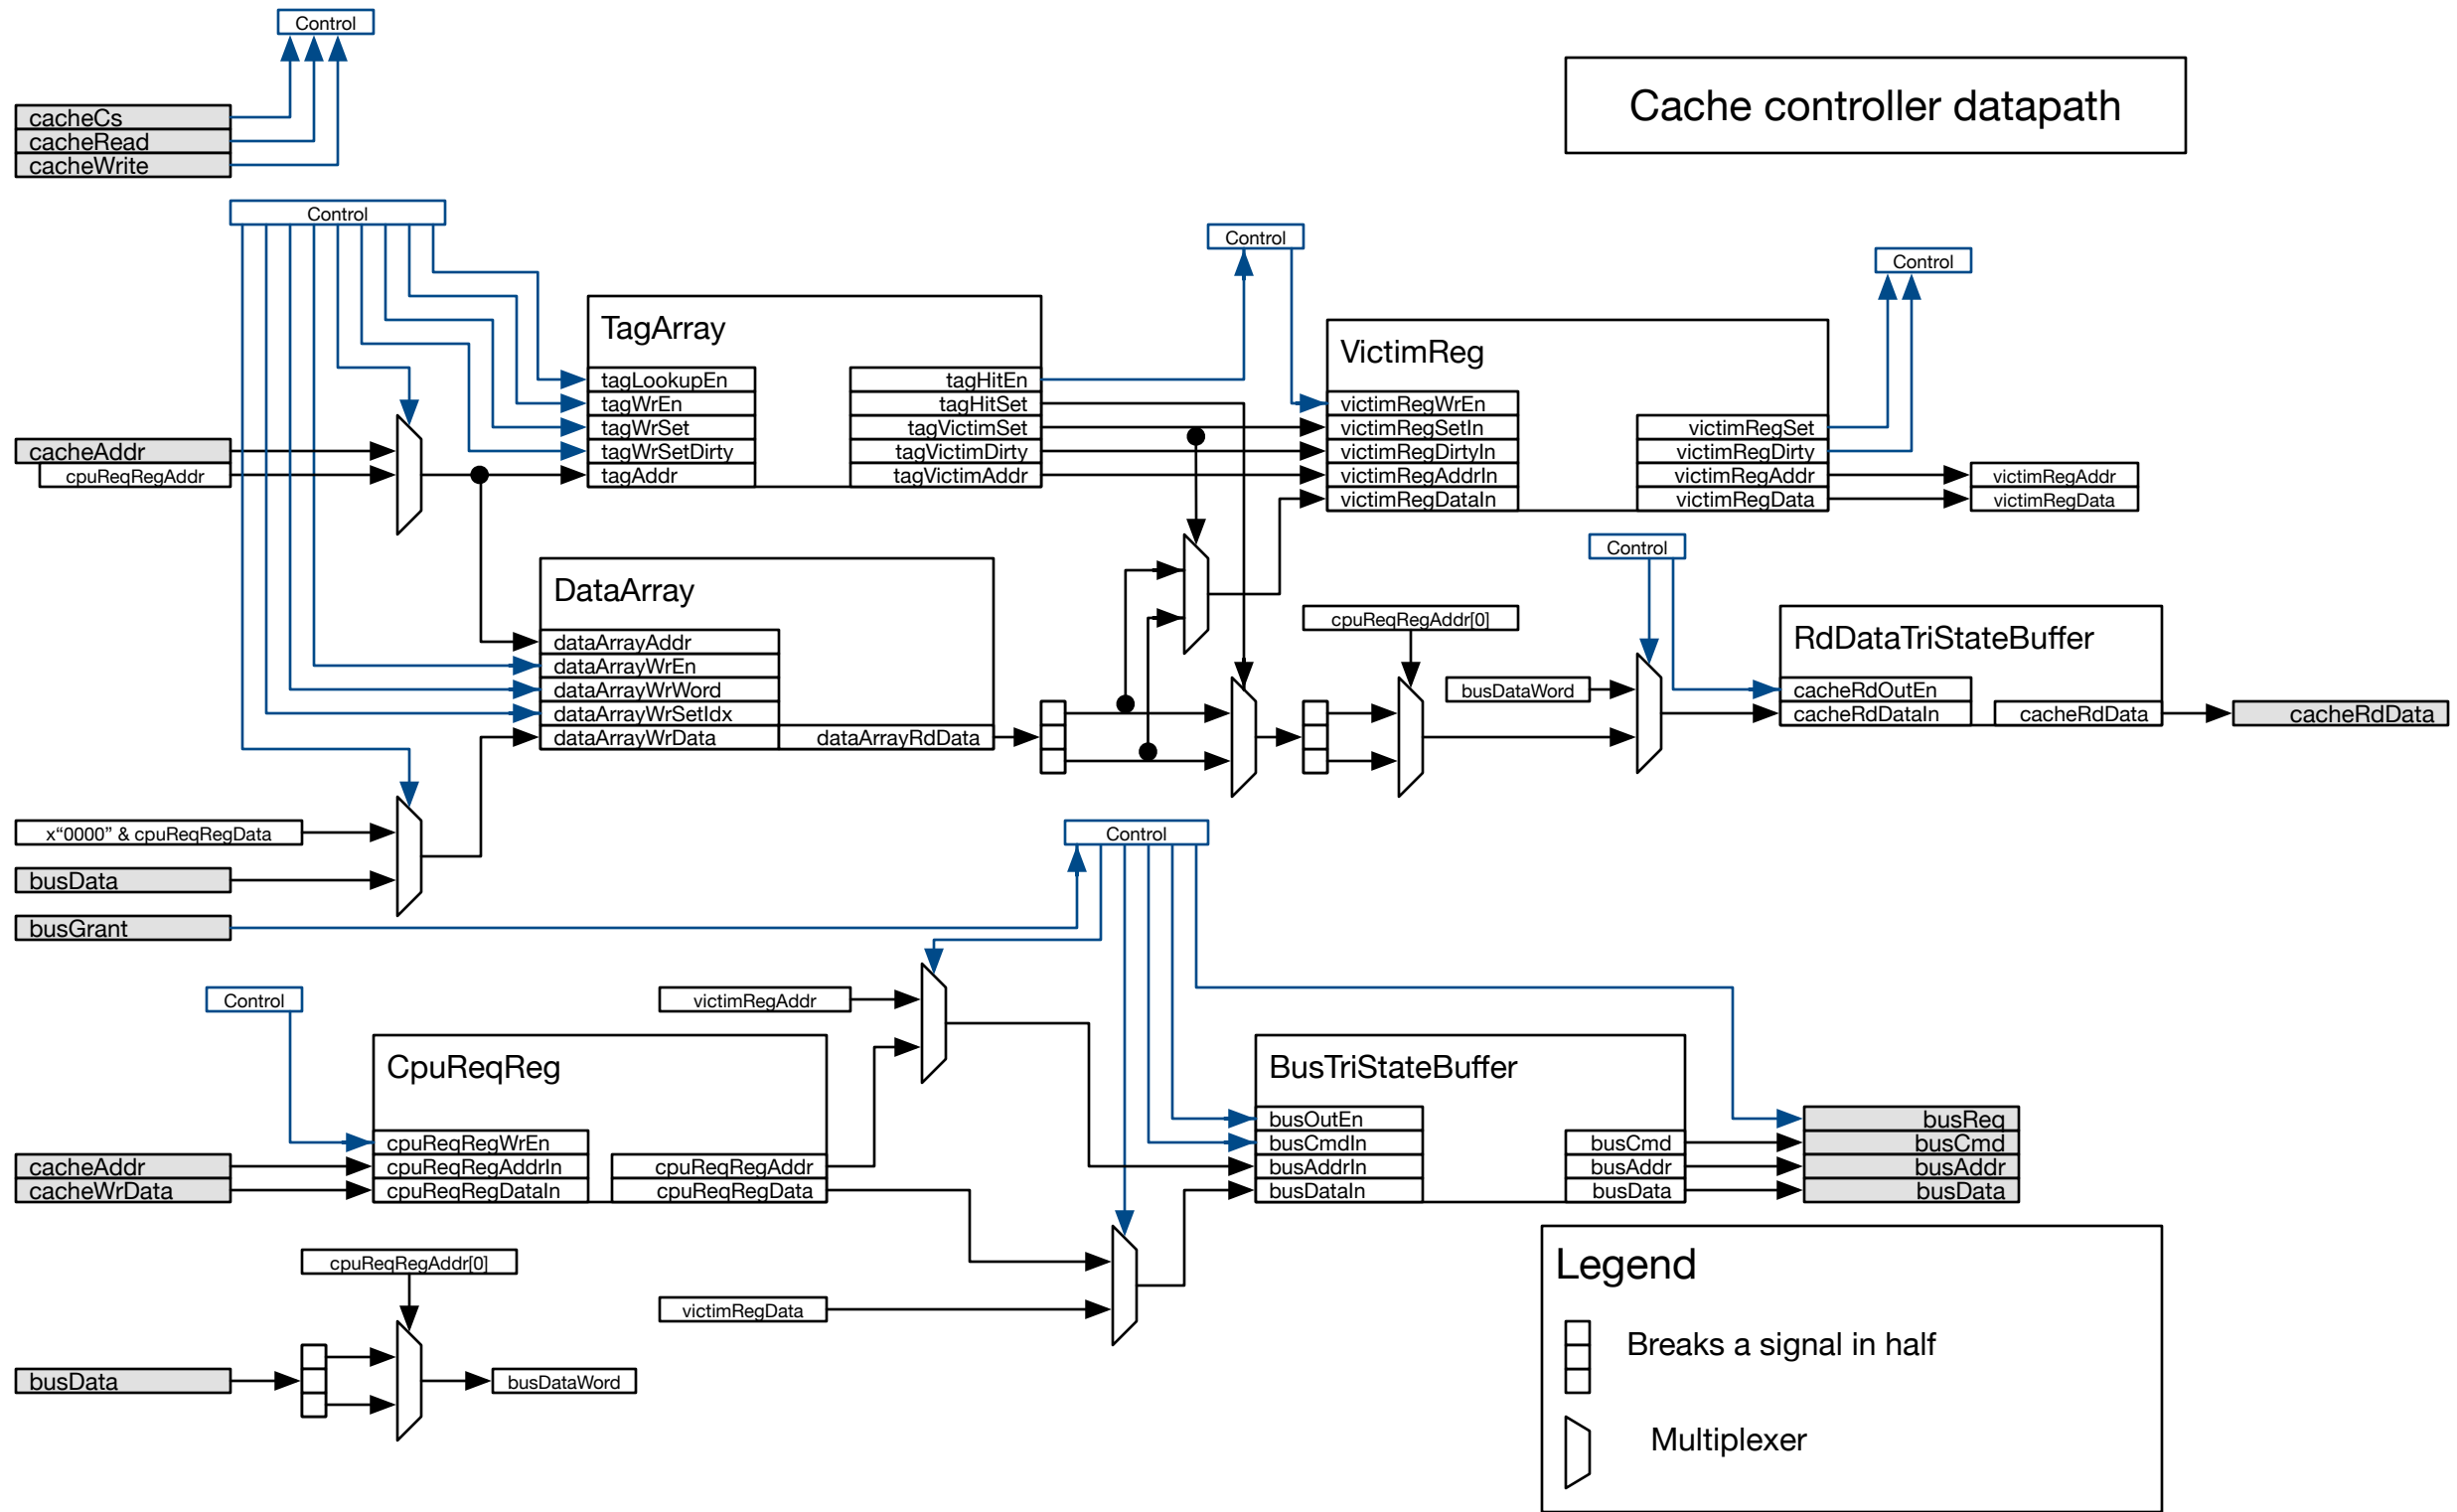 Control
Cache controller datapath
cacheCs
cacheRead
cacheWrite
Control
Control
Control
TagArray
tagLookupEn
tagWrEn
tagWrSet
tagWrSetDirty
tagAddr
tagHitEn
tagHitSet
tagVictimSet
tagVictimDirty
tagVictimAddr
VictimReg
victimRegWrEn
victimRegSetIn
victimRegDirtyIn
victimRegAddrIn
victimRegDataIn
victimRegSet
victimRegDirty
victimRegAddr
victimRegData
victimRegAddr
victimRegData
cacheAddr
cpuReqRegAddr
DataArray
dataArrayAddr
dataArrayWrEn
dataArrayWrWord
dataArrayWrSetIdx
dataArrayWrData
dataArrayRdData
Control
cpuReqRegAddr[0]
busDataWord
RdDataTriStateBuffer
cacheRdOutEn
cacheRdDataIn
cacheRdData
cacheRdData
x“0000” & cpuReqRegData
busData
busGrant
Control
Control
victimRegAddr
CpuReqReg
cpuReqRegWrEn
cpuReqRegAddrIn
cpuReqRegDataIn
cpuReqRegAddr
cpuReqRegData
cacheAddr
cacheWrData
BusTriStateBuffer
busOutEn
busCmdIn
busAddrIn
busDataIn
busCmd
busAddr
busData
busReq
busCmd
busAddr
busData
cpuReqRegAddr[0]
victimRegData
busData
busDataWord
Legend
Breaks a signal in half
Multiplexer